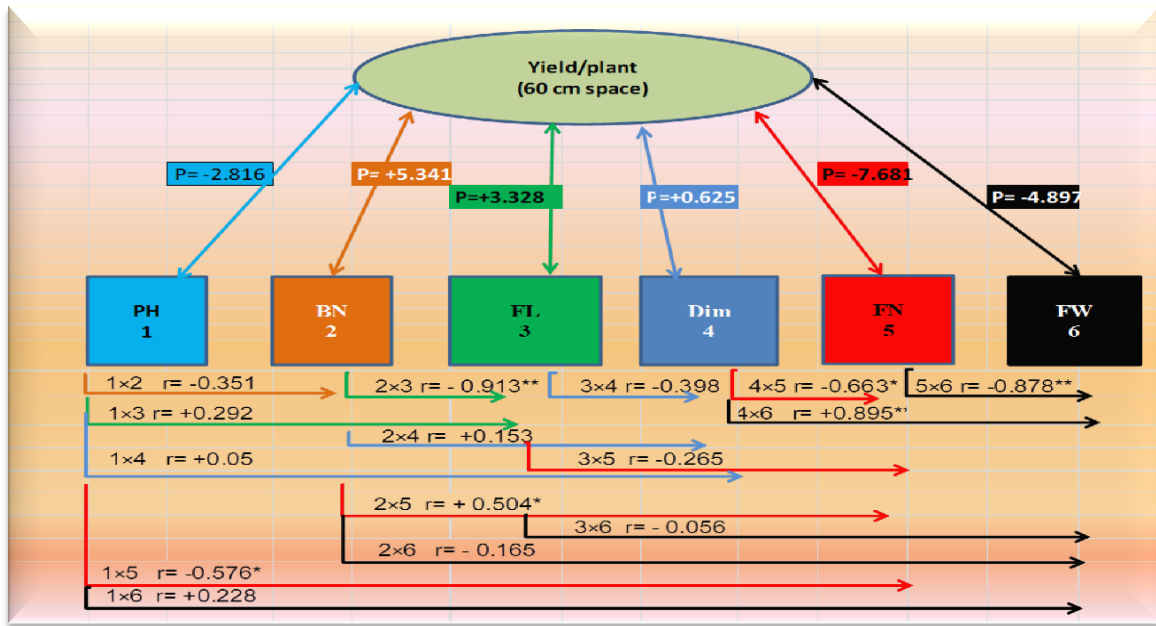 Yield/plant
(60 cm space)
P= -2.816
P= +5.341
P=+3.328
P=+0.625
P= -7.681
P= -4.897
PH
1
BN
2
FL
3
Dim
4
FN
5
FW
6
1×2 r= -0.351
2×3 r= - 0.913**
3×4 r= -0.398
4×5 r= -0.663*
5×6 r= -0.878**
1×3 r= +0.292
4×6 r= +0.895*'
2×4 r= +0.153
1×4 r= +0.05
3×5 r= -0.265
2×5 r= + 0.504*
3×6 r= - 0.056
2×6 r= - 0.165
1×5 r= -0.576*
1×6 r= +0.228